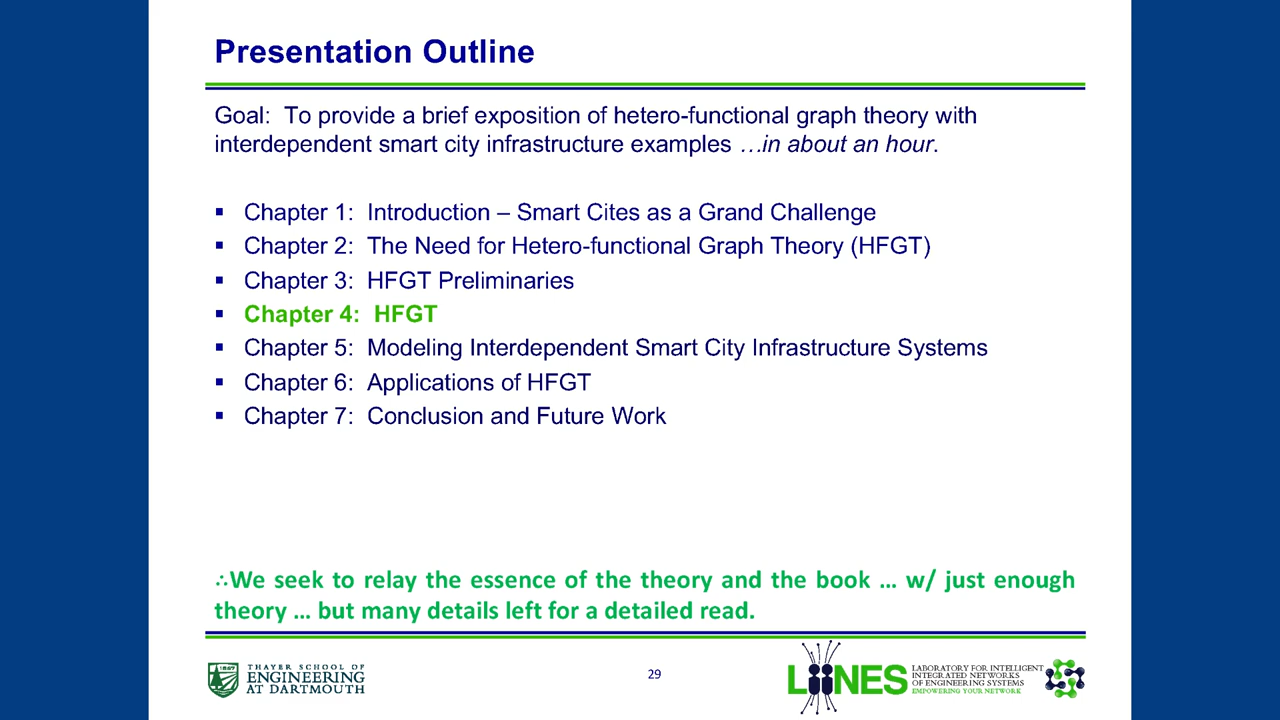 Presentation Outline
Goal: To provide a brief exposition of hetero-functional graph theory with
interdependent smart city infrastructure examples …in about an hour.
▪ Chapter 1: Introduction – Smart Cites as a Grand Challenge
▪ Chapter 2: The Need for Hetero-functional Graph Theory (HFGT)
▪ Chapter 3: HFGT Preliminaries
▪ Chapter 4: HFGT
▪ Chapter 5: Modeling Interdependent Smart City Infrastructure Systems
▪ Chapter 6: Applications of HFGT
▪ Chapter 7: Conclusion and Future Work
∴We seek to relay the essence of the theory and the book … w/ just enough
theory … but many details left for a detailed read.
1867
THAYER SCHOOL OF
ENGINEERING
AT DARTMOUTH
29
LIINES
LABORATORY FOR INTELLIGENT
INTEGRATED NETWORKS
OF ENGINEERING SYSTEMS
EMPOWERING YOUR NETWORK